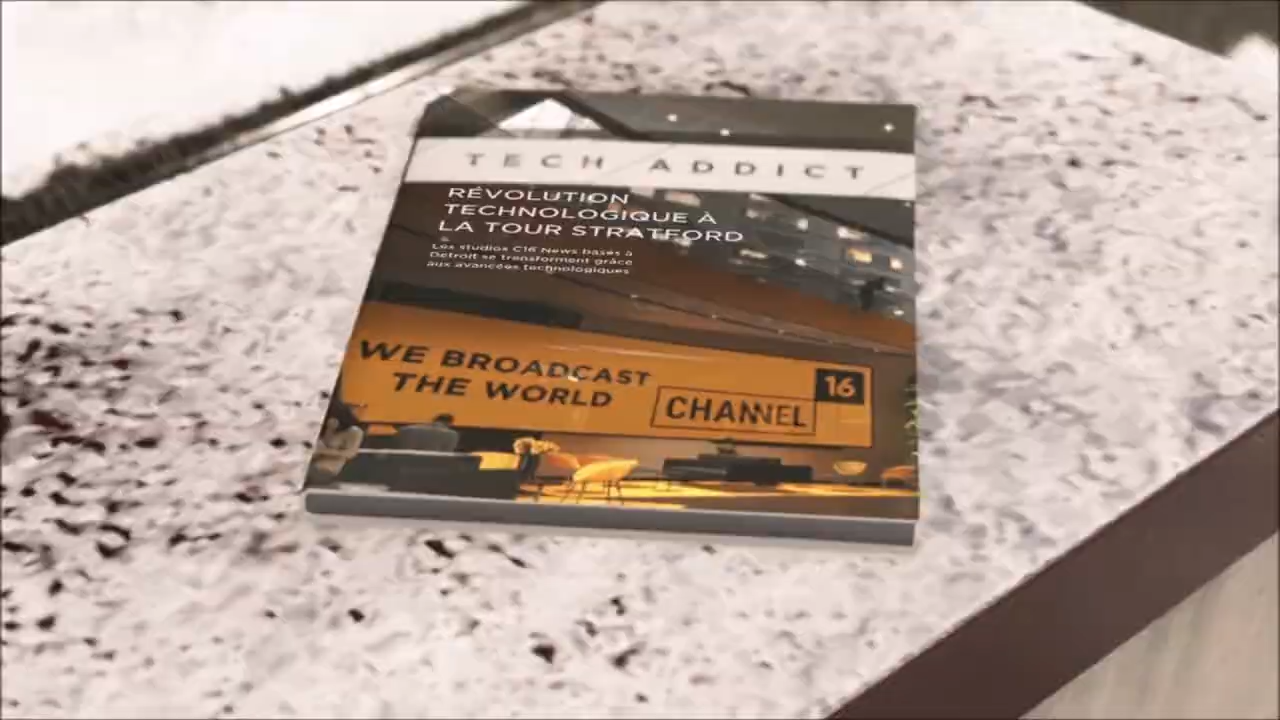 TECH ADDICT
RÉVOLUTION
TECHNOLOGIQUE À
LA TOUR STRATFORD
Les studios C16 News basés à
Détroit se transforment grâce
aux avancées technologiques
WE BROADCAST
THE WORLD
CHANNEL
16